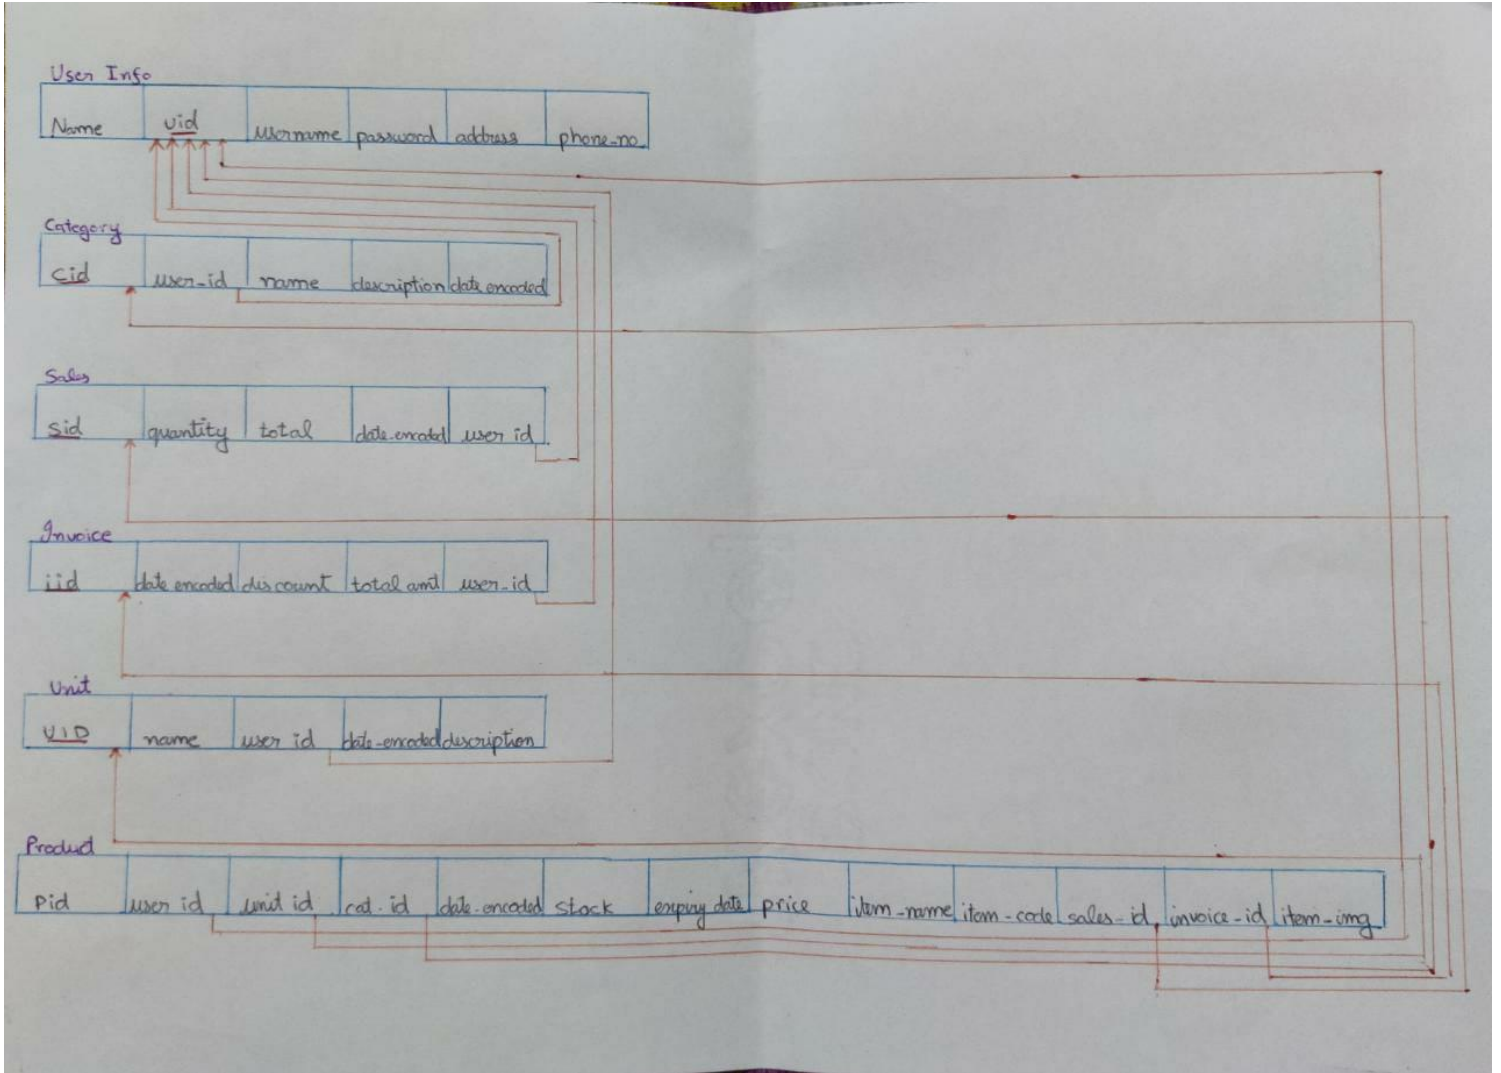 User Info
Name uid username password address phone-no
Category
cid user-id name description date encoded
Sales
sid quantity total date-encoded user id
Invoice
iid date encoded discount total amt user-id
Unit
UID name user id date-encoded description
Product
Pid user id unit id cat-id date-encoded stock expiry date price item-name item-code sales-id invoice-id item-img